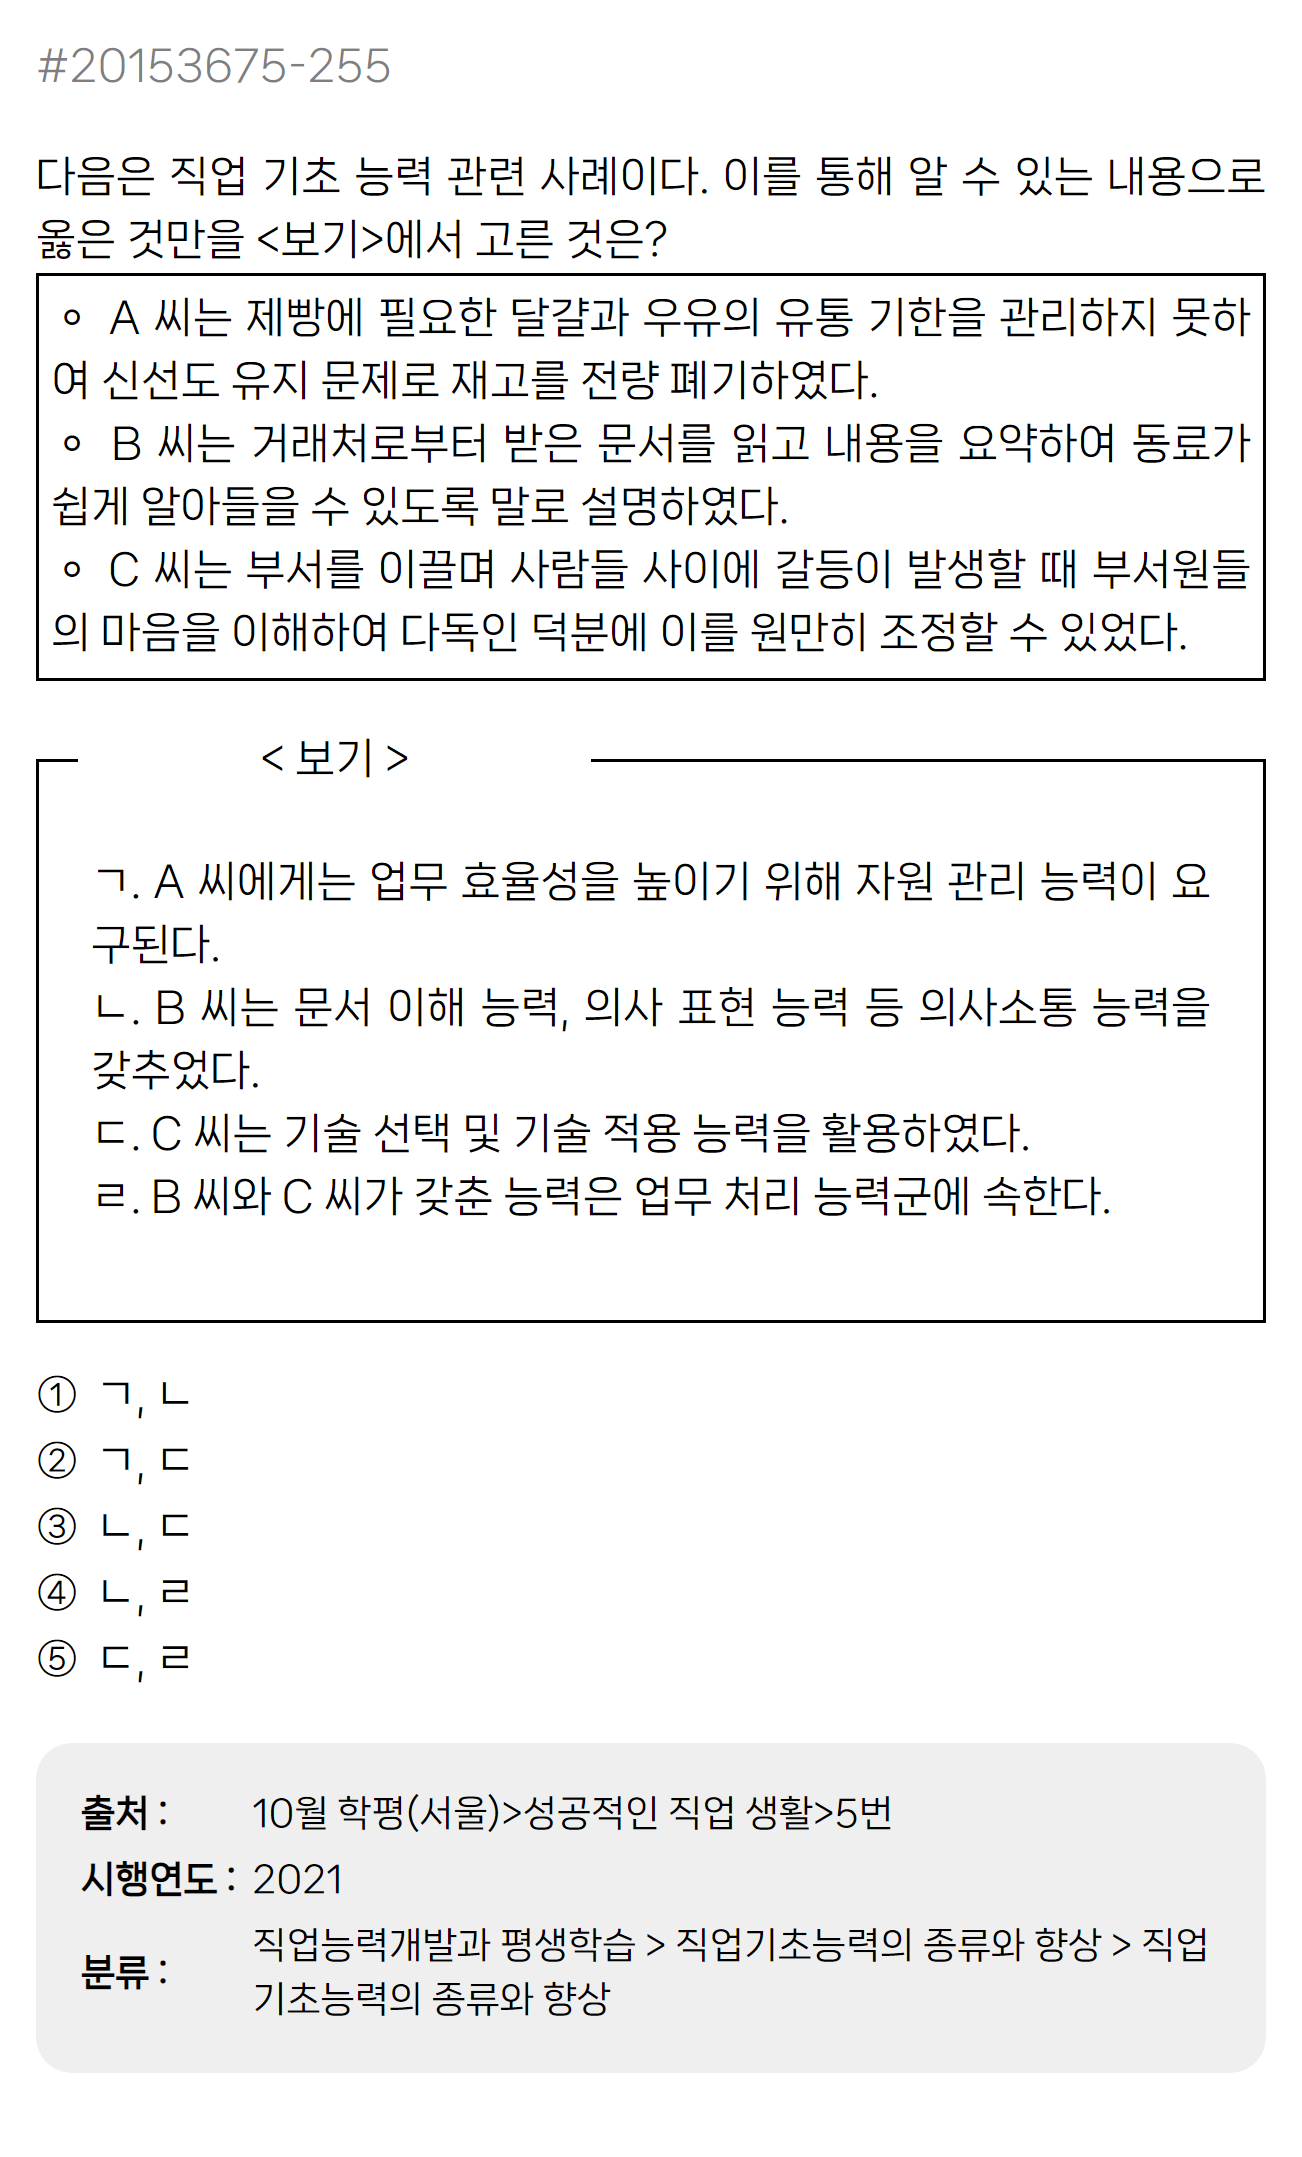 #20153675-255
다음은 직업 기초 능력 관련 사례이다. 이를 통해 알 수 있는 내용으로
옳은 것만을 <보기>에서 고른 것은?
∘ A 씨는 제빵에 필요한 달걀과 우유의 유통 기한을 관리하지 못하
여 신선도 유지 문제로 재고를 전량 폐기하였다.
∘ B 씨는 거래처로부터 받은 문서를 읽고 내용을 요약하여 동료가
쉽게 알아들을 수 있도록 말로 설명하였다.
∘ C 씨는 부서를 이끌며 사람들 사이에 갈등이 발생할 때 부서원들
의 마음을 이해하여 다독인 덕분에 이를 원만히 조정할 수 있었다.
< 보기 >
ㄱ. A 씨에게는 업무 효율성을 높이기 위해 자원 관리 능력이 요
구된다.
ㄴ. B 씨는 문서 이해 능력, 의사 표현 능력 등 의사소통 능력을
갖추었다.
ㄷ. C 씨는 기술 선택 및 기술 적용 능력을 활용하였다.
ㄹ. B 씨와 C 씨가 갖춘 능력은 업무 처리 능력군에 속한다.
① ㄱ, ㄴ
② ㄱ, ㄷ
③ ㄴ, ㄷ
④ ㄴ, ㄹ
⑤ ㄷ, ㄹ
출처 : 10월 학평(서울)>성공적인 직업 생활>5번
시행연도 : 2021
분류 : 직업능력개발과 평생학습 > 직업기초능력의 종류와 향상 > 직업
기초능력의 종류와 향상